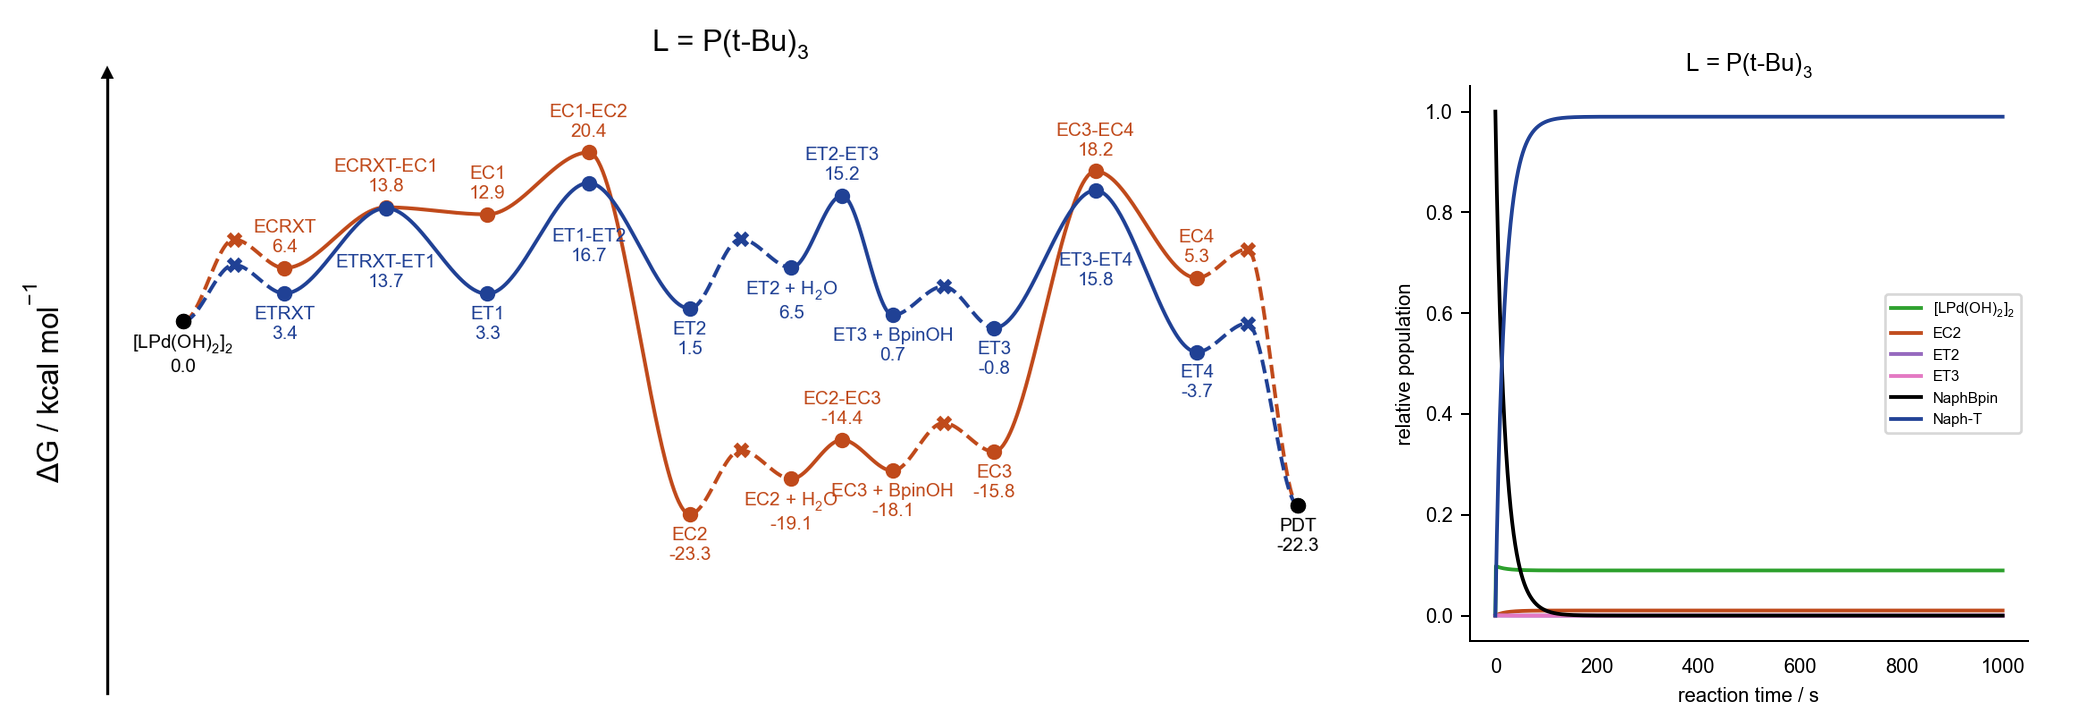 L = P(t-Bu)₃
ΔG / kcal mol⁻¹
[LPd(OH)₂]₂
0.0
ECRXT
6.4
ETRXT
3.4
ECRXT-EC1
13.8
ETRXT-ET1
13.7
EC1
12.9
ET1
3.3
EC1-EC2
20.4
ET1-ET2
16.7
ET2
1.5
EC2
-23.3
ET2 + H₂O
6.5
EC2 + H₂O
-19.1
ET2-ET3
15.2
EC2-EC3
-14.4
ET3 + BpinOH
0.7
EC3 + BpinOH
-18.1
ET3
-0.8
EC3
-15.8
EC3-EC4
18.2
ET3-ET4
15.8
EC4
5.3
ET4
-3.7
PDT
-22.3
L = P(t-Bu)₃
relative population
1.0
0.8
0.6
0.4
0.2
0.0
[LPd(OH)₂]₂
EC2
ET2
ET3
NaphBpin
Naph-T
0 200 400 600 800 1000
reaction time / s